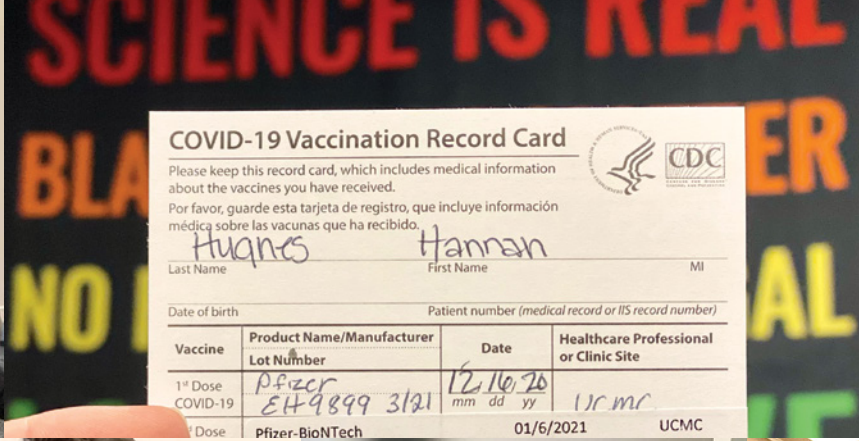 SCIENCE IS REAL
BLA ER
NO AL
COVID-19 Vaccination Record Card
Please keep this record card, which includes medical information
about the vaccines you have received.
Por favor, guarde esta tarjeta de registro, que incluye información
médica sobre las vacunas que ha recibido.
CDC
Hughes Hannah
Last Name First Name MI
Date of birth Patient number (medical record or IIS record number)
Vaccine Product Name/Manufacturer Date Healthcare Professional
Lot Number or Clinic Site
1st Dose Pfizer 12 16 20
COVID-19 EH9899 3/21 mm dd yy UCMC
Dose Pfizer-BioNTech 01/6/2021 UCMC